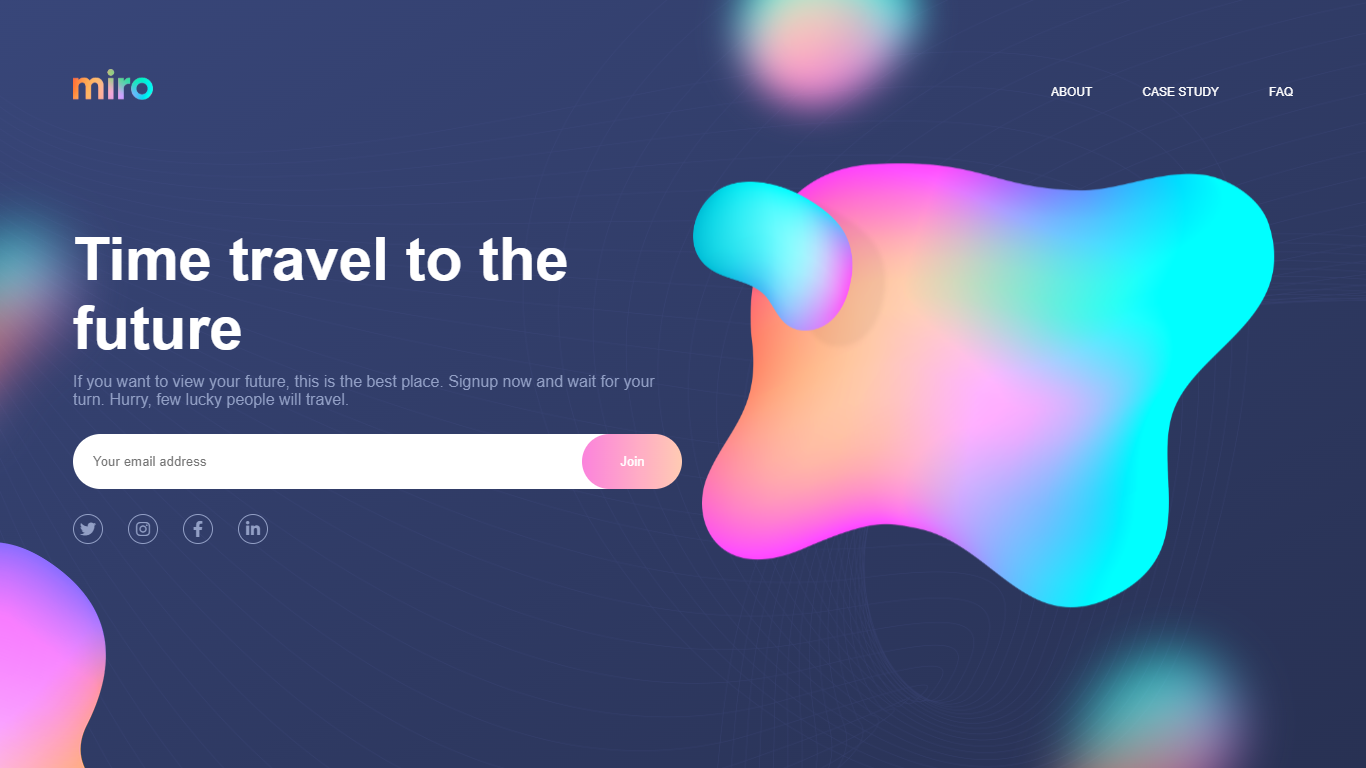 miro
ABOUT CASE STUDY FAQ
Time travel to the
future
If you want to view your future, this is the best place. Signup now and wait for your
turn. Hurry, few lucky people will travel.
Your email address Join